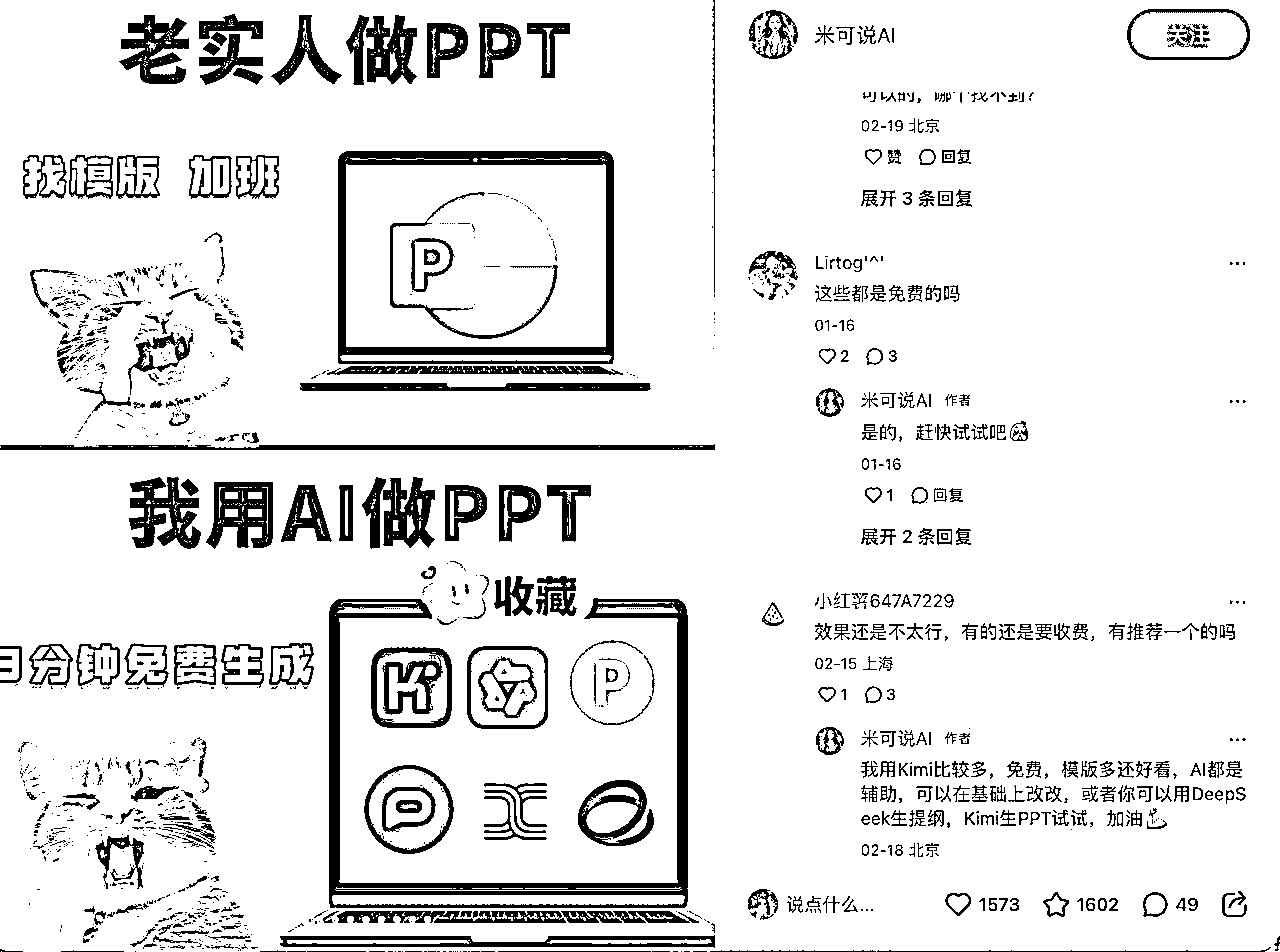 老实人做PPT
找模版 加班
P
我用AI做PPT
收藏
3分钟免费生成
K
P
米可说AI
关注
可以的，哪个找不到？
02-19 北京
赞 回复
展开 3 条回复
Lirtog'^'
这些都是免费的吗
01-16
2 3
米可说AI 作者
是的，赶快试试吧
01-16
1 回复
展开 2 条回复
小红薯647A7229
效果还是不太行，有的还是要收费，有推荐一个的吗
02-15 上海
1 3
米可说AI 作者
我用Kimi比较多，免费，模版多还好看，AI都是
辅助，可以在基础上改改，或者你可以用DeepS
eek生提纲，Kimi生PPT试试，加油
02-18 北京
说点什么... 1573 1602 49